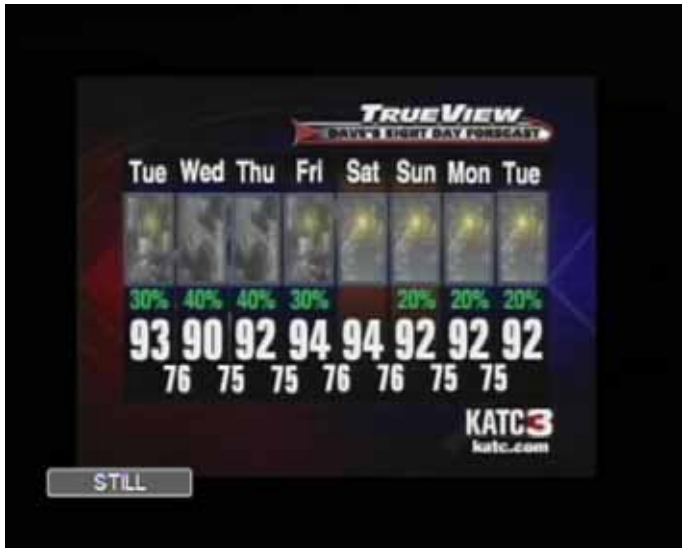 TRUEVIEW
DAVE'S EIGHT DAY FORECAST
Tue Wed Thu Fri Sat Sun Mon Tue
30% 40% 40% 30% 20% 20% 20%
93 90 92 94 94 92 92 92
76 75 75 76 76 75 75
KATC3
katc.com
STILL